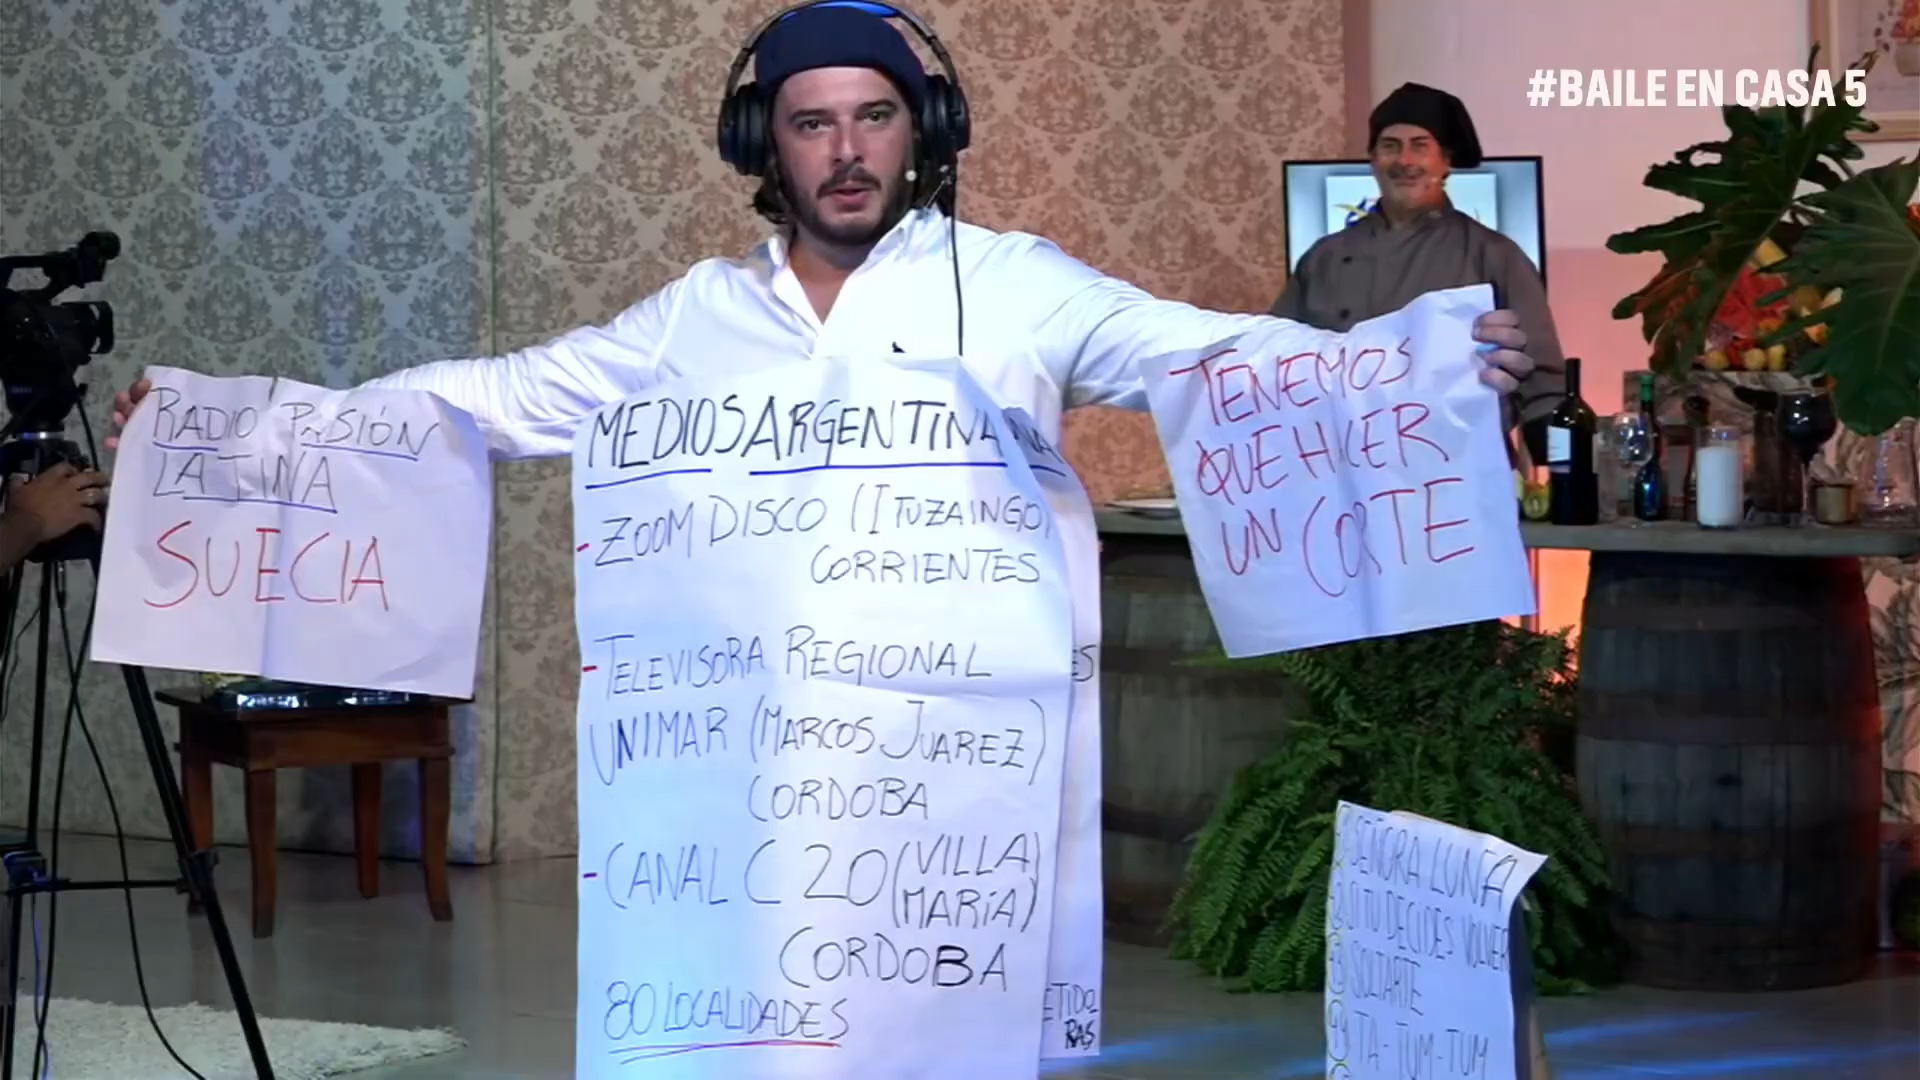 #BAILE EN CASA 5
RADIO PASIÓN
LATINA
SUECIA
MEDIOS ARGENTINA
- ZOOM DISCO (ITUZAINGO)
CORRIENTES
- TELEVISORA REGIONAL
UNIMAR (MARCOS JUAREZ)
CORDOBA
- CANAL C 20 (VILLA
MARÍA)
CORDOBA
80 LOCALIDADES
TENEMOS
QUE HACER
UN CORTE
SEÑORA LUNA
SI TU DECIDES VOLVER
SOLTARTE
TA-TUM-TUM